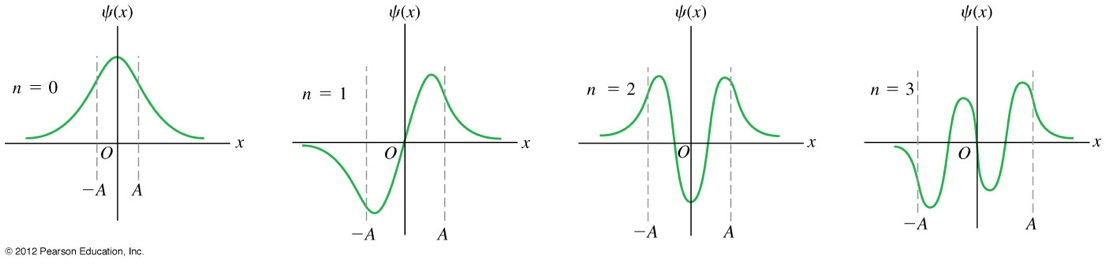 ψ(x)
n = 0
x
O
−A
A
ψ(x)
n = 1
x
O
−A
A
ψ(x)
n = 2
x
O
−A
A
ψ(x)
n = 3
x
O
−A
A
© 2012 Pearson Education, Inc.